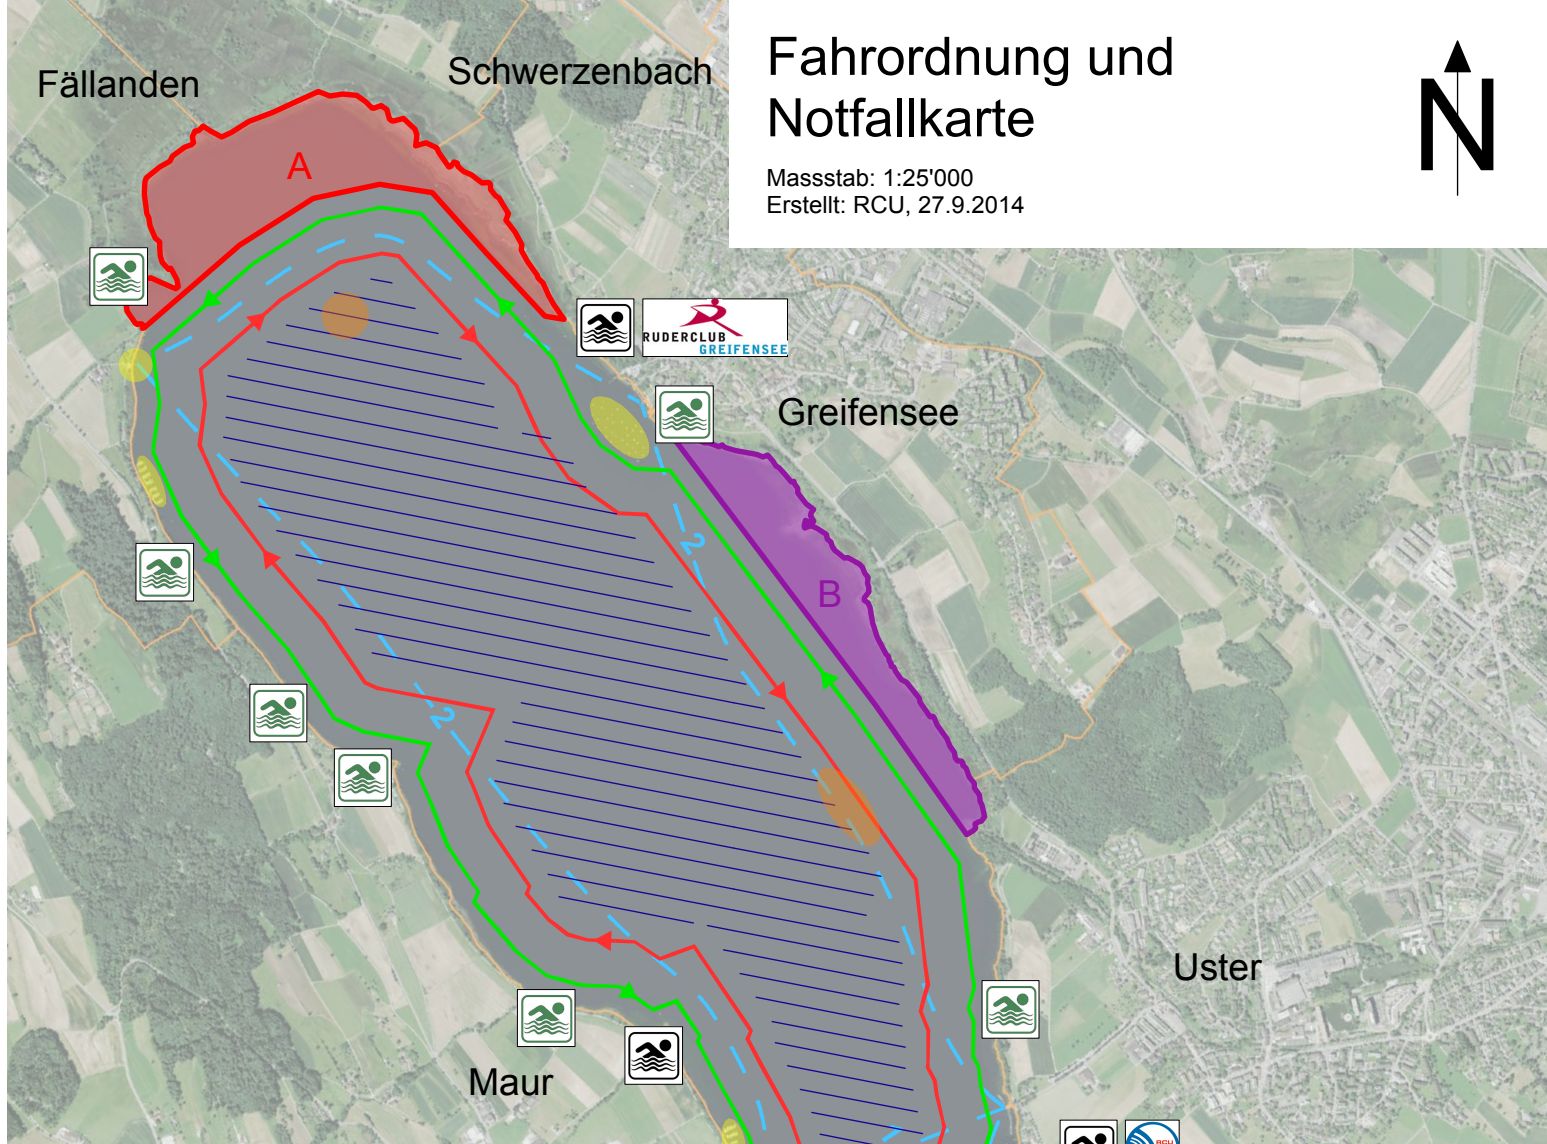 Fahrordnung und
Notfallkarte
Massstab: 1:25'000
Erstellt: RCU, 27.9.2014
N
Fällanden
Schwerzenbach
A
RUDERCLUB
GREIFENSEE
Greifensee
2
B
2
Uster
Maur
RCU